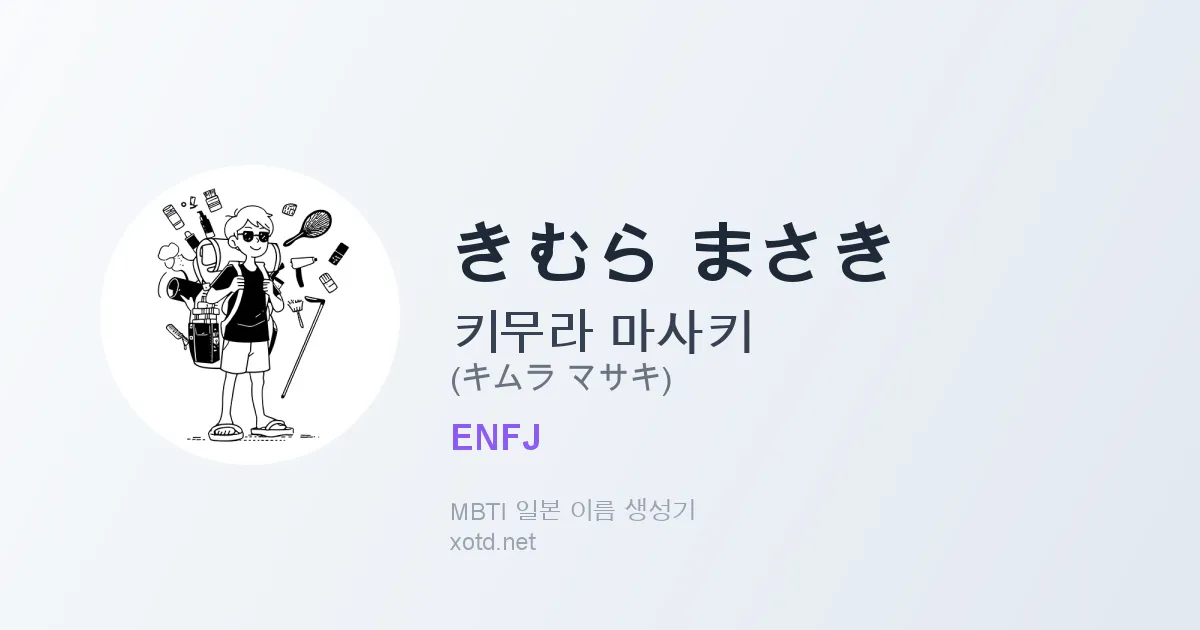 きむら まさき
키무라 마사키
(キムラ マサキ)
ENFJ
MBTI 일본 이름 생성기
xotd.net